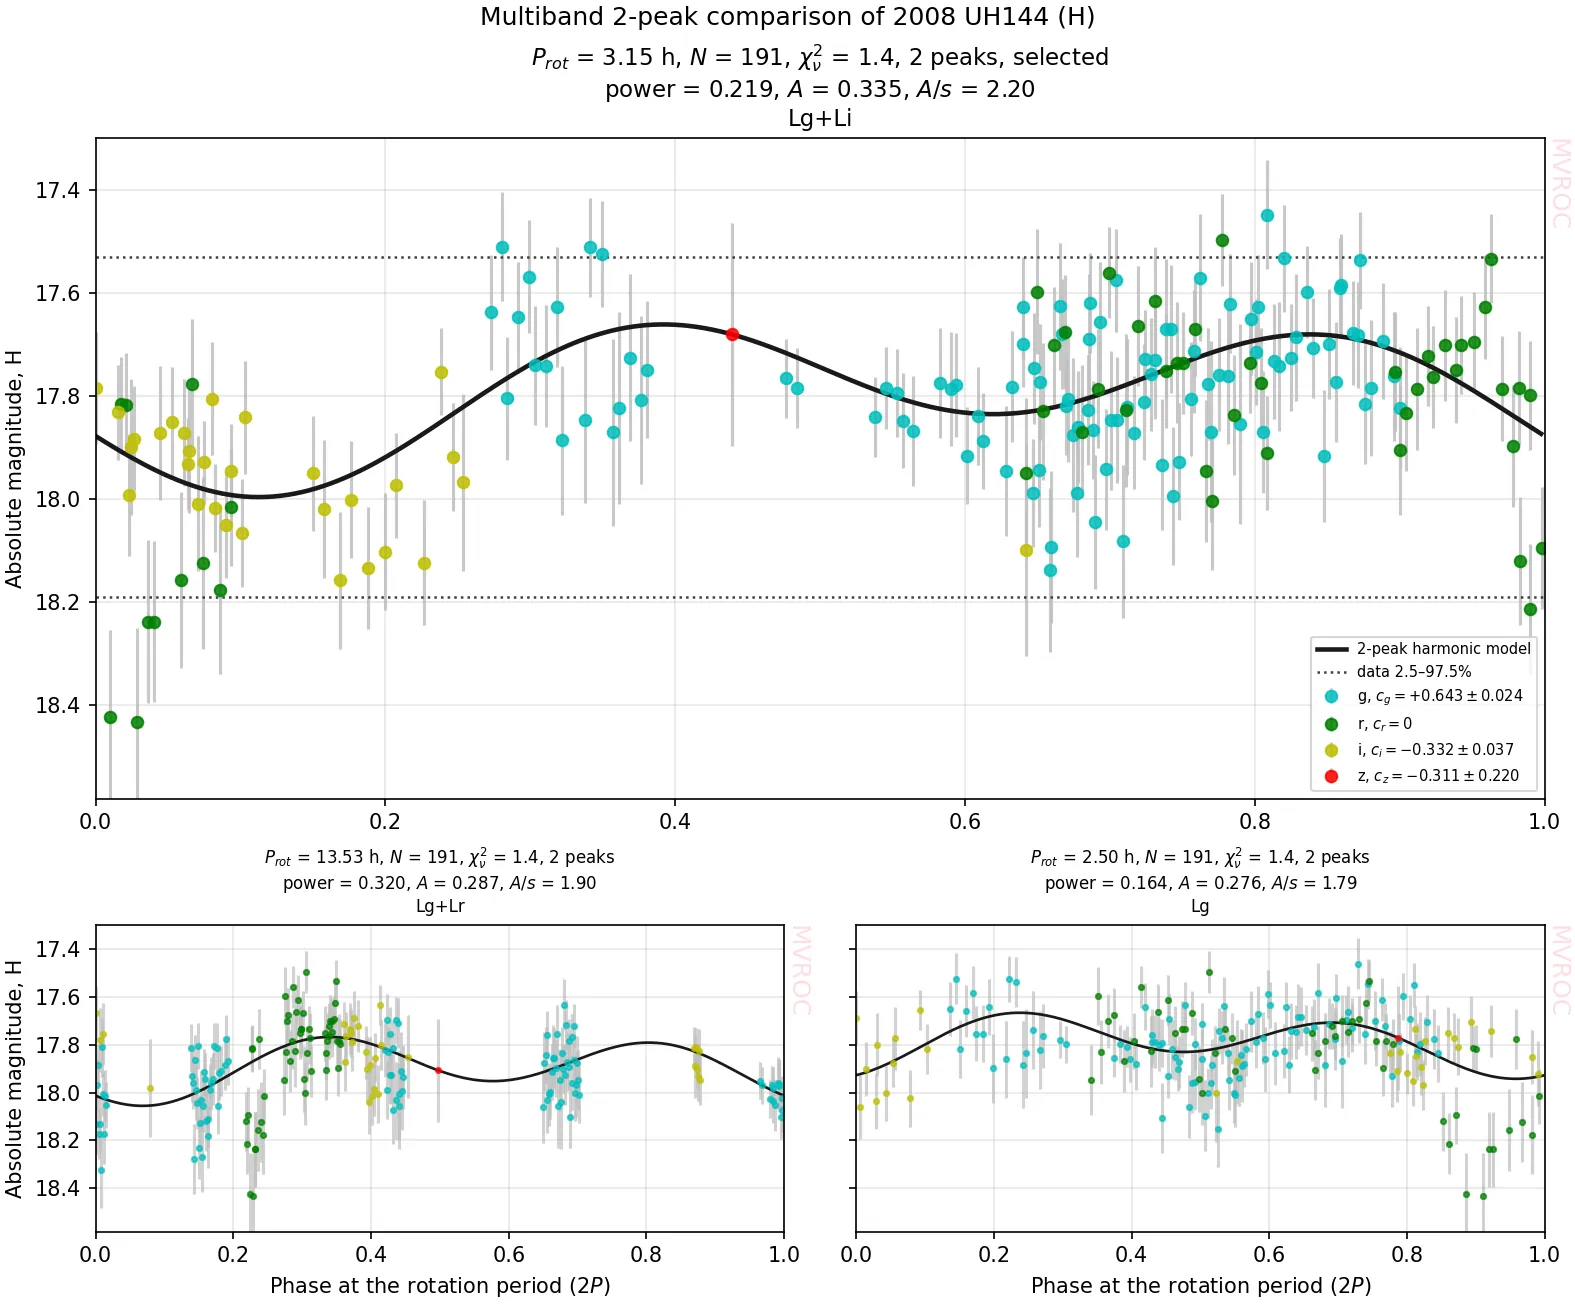 Multiband 2-peak comparison of 2008 UH144 (H)
P_rot = 3.15 h, N = 191, χ²_ν = 1.4, 2 peaks, selected
power = 0.219, A = 0.335, A/s = 2.20
Lg+Li
MVROC
Absolute magnitude, H
17.4
17.6
17.8
18.0
18.2
18.4
2-peak harmonic model
data 2.5–97.5%
g, c_g = +0.643 ± 0.024
r, c_r = 0
i, c_i = −0.332 ± 0.037
z, c_z = −0.311 ± 0.220
0.0 0.2 0.4 0.6 0.8 1.0
P_rot = 13.53 h, N = 191, χ²_ν = 1.4, 2 peaks
power = 0.320, A = 0.287, A/s = 1.90
Lg+Lr
MVROC
Absolute magnitude, H
17.4
17.6
17.8
18.0
18.2
18.4
0.0 0.2 0.4 0.6 0.8 1.0
Phase at the rotation period (2P)
P_rot = 2.50 h, N = 191, χ²_ν = 1.4, 2 peaks
power = 0.164, A = 0.276, A/s = 1.79
Lg
MVROC
0.0 0.2 0.4 0.6 0.8 1.0
Phase at the rotation period (2P)